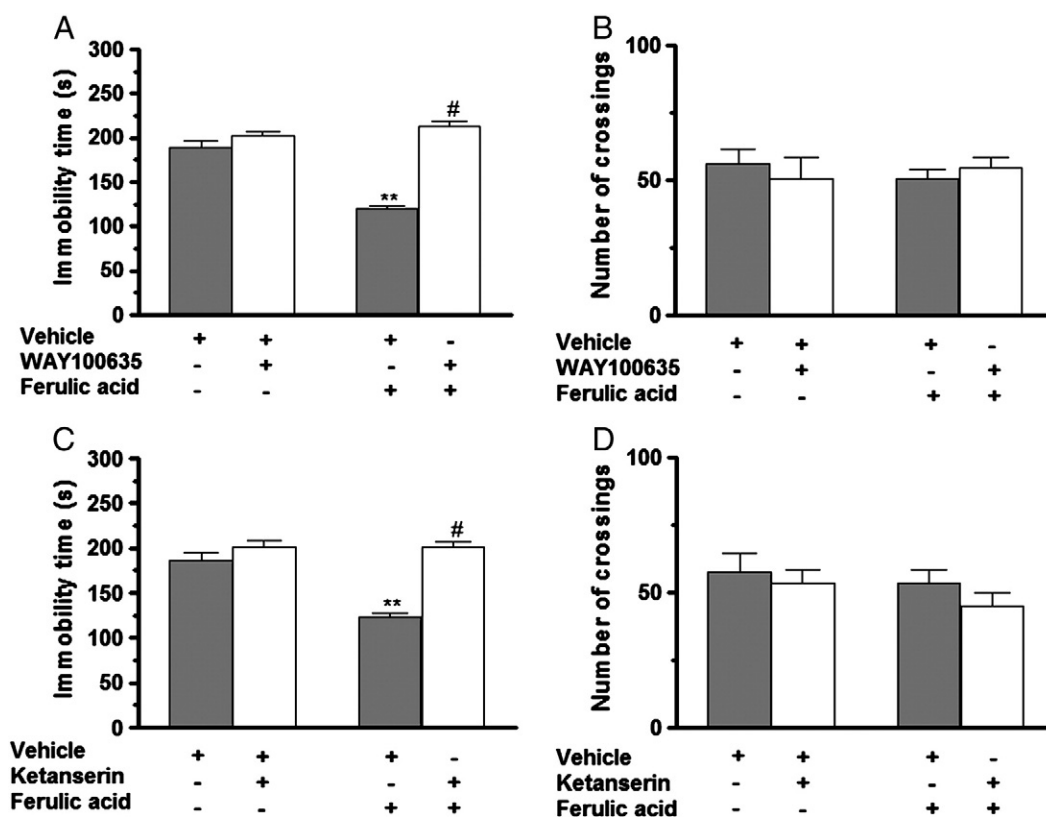 A
Immobility time (s)
300
250
200
150
100
50
0
**
#
Vehicle + + + -
WAY100635 - + - +
Ferulic acid - - + +
B
Number of crossings
100
50
0
Vehicle + + + -
WAY100635 - + - +
Ferulic acid - - + +
C
Immobility time (s)
300
250
200
150
100
50
0
**
#
Vehicle + + + -
Ketanserin - + - +
Ferulic acid - - + +
D
Number of crossings
100
50
0
Vehicle + + + -
Ketanserin - + - +
Ferulic acid - - + +